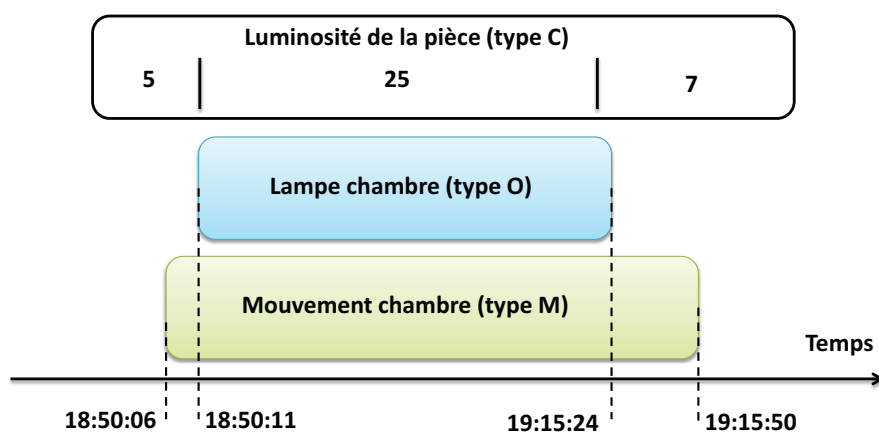 Luminosité de la pièce (type C)
5 25 7
Lampe chambre (type O)
Mouvement chambre (type M)
Temps
18:50:06 18:50:11 19:15:24 19:15:50